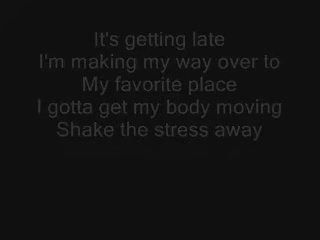 It's getting late
I'm making my way over to
My favorite place
I gotta get my body moving
Shake the stress away